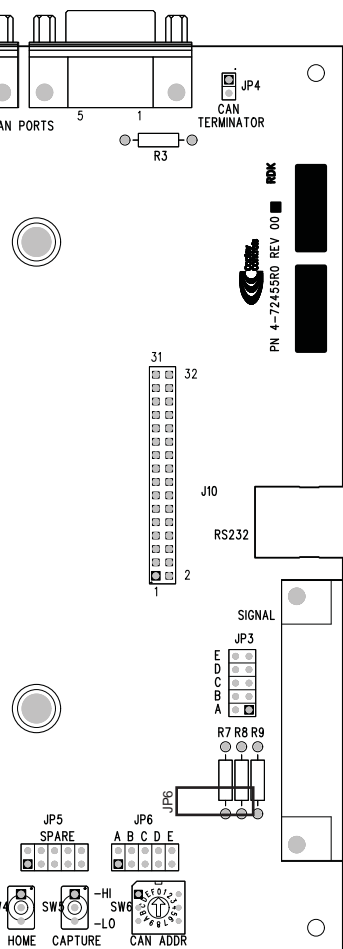 5 1
AN PORTS
JP4
CAN
TERMINATOR
R3
RDK
PN 4-72455R0 REV 00
31
32
J10
RS232
2
1
SIGNAL
JP3
E
D
C
B
A
R7 R8 R9
JP6
JP5
SPARE
JP6
A B C D E
SW5
-HI
-LO
SW6
HOME
CAPTURE
CAN ADDR